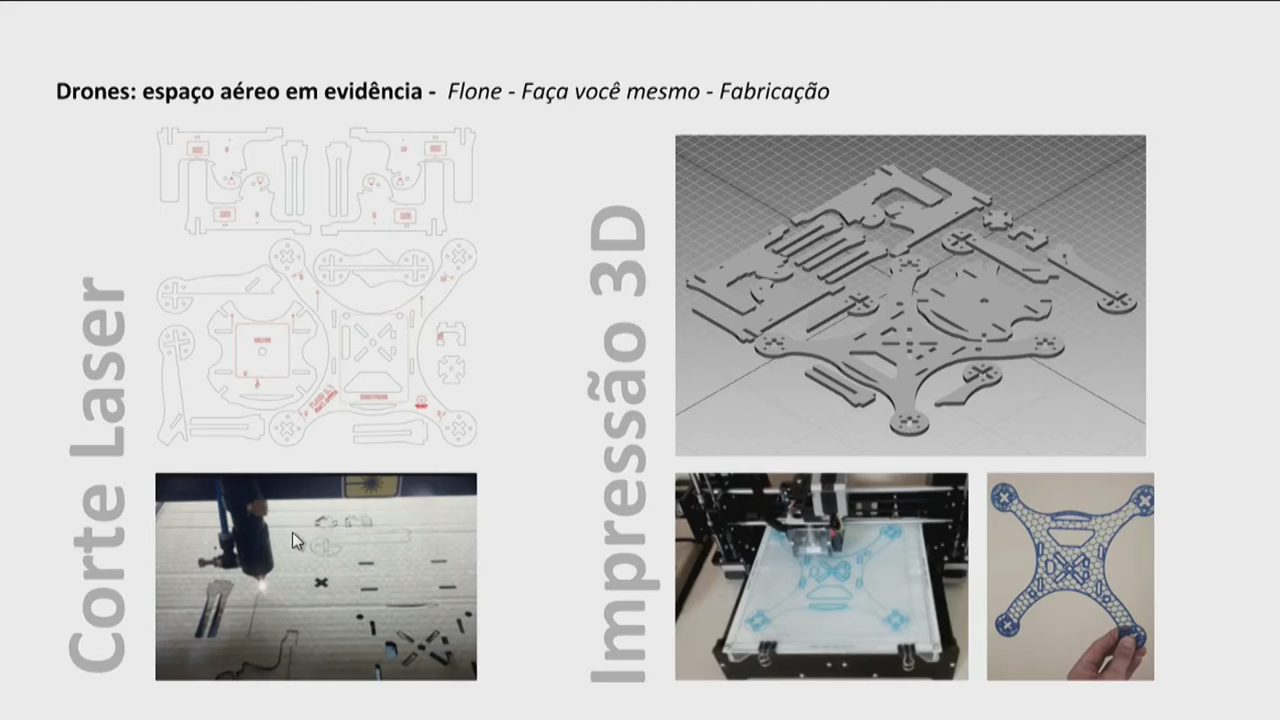 Drones: espaço aéreo em evidência - Flone - Faça você mesmo - Fabricação
Corte Laser
Impressão 3D